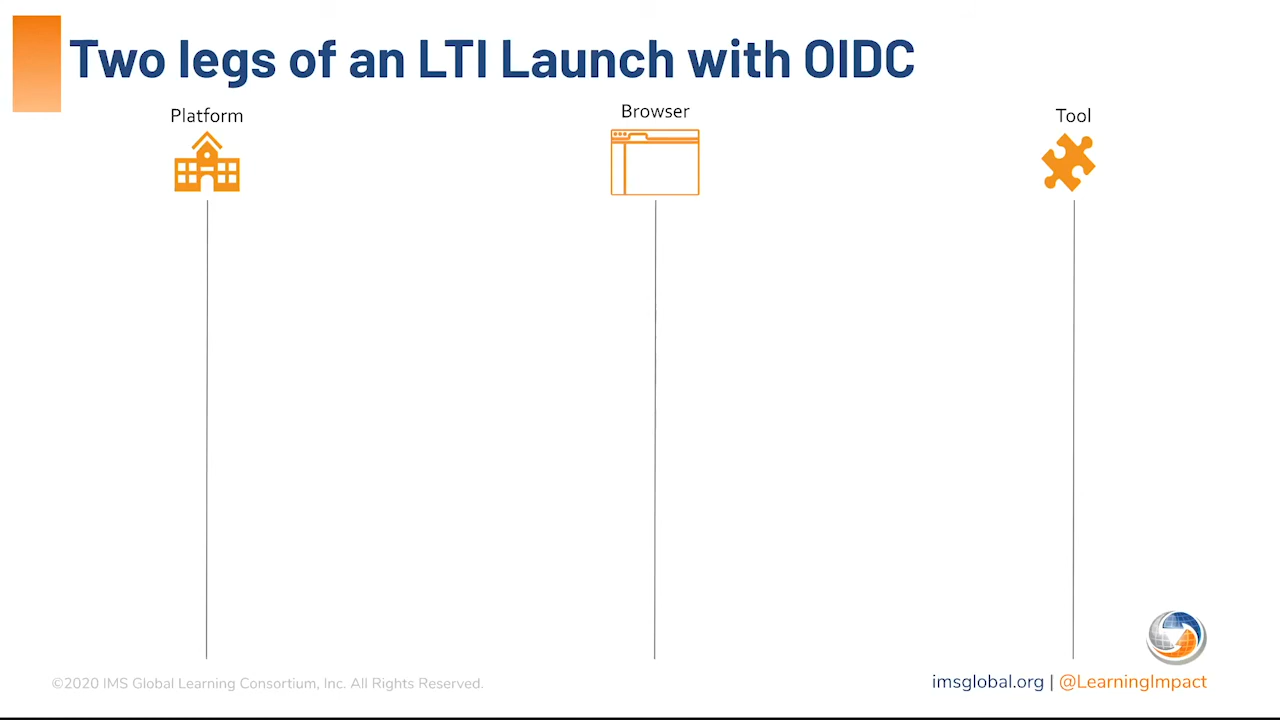 Two legs of an LTI Launch with OIDC
Platform
Browser
Tool
©2020 IMS Global Learning Consortium, Inc. All Rights Reserved.
imsglobal.org | @LearningImpact